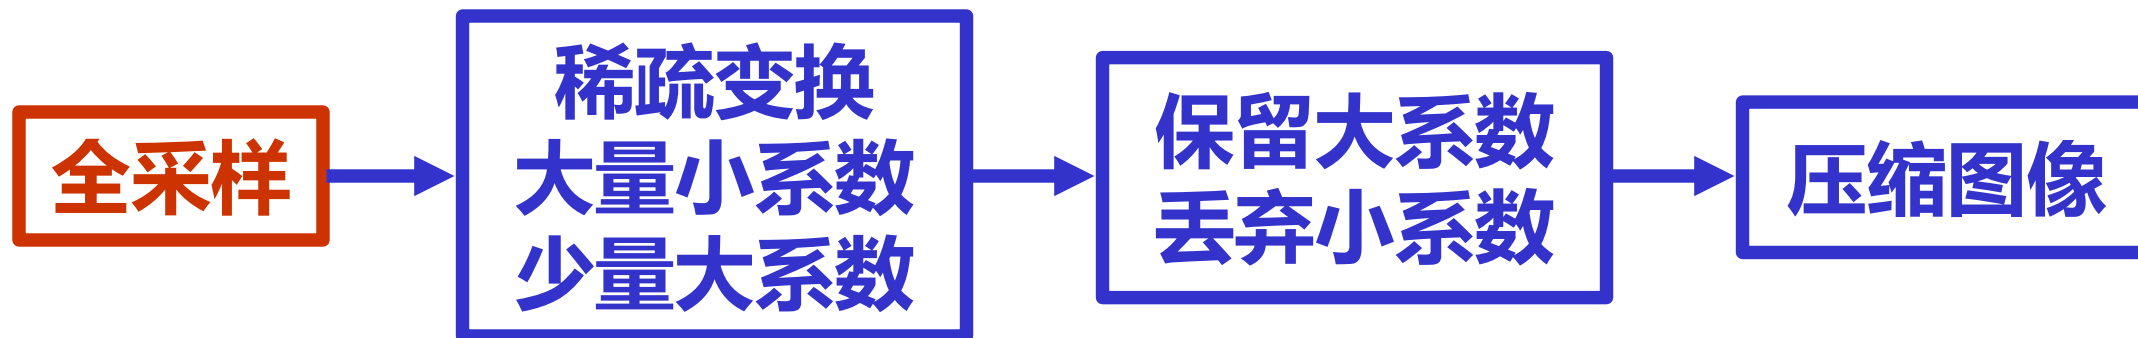 全采样
稀疏变换
大量小系数
少量大系数
保留大系数
丢弃小系数
压缩图像